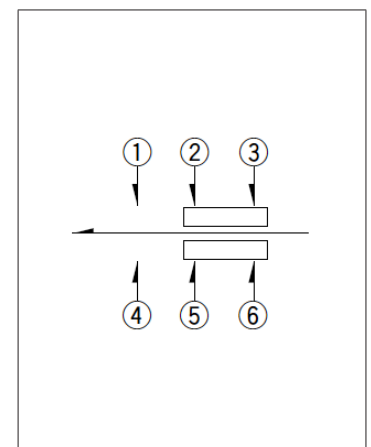 ① ② ③
④ ⑤ ⑥